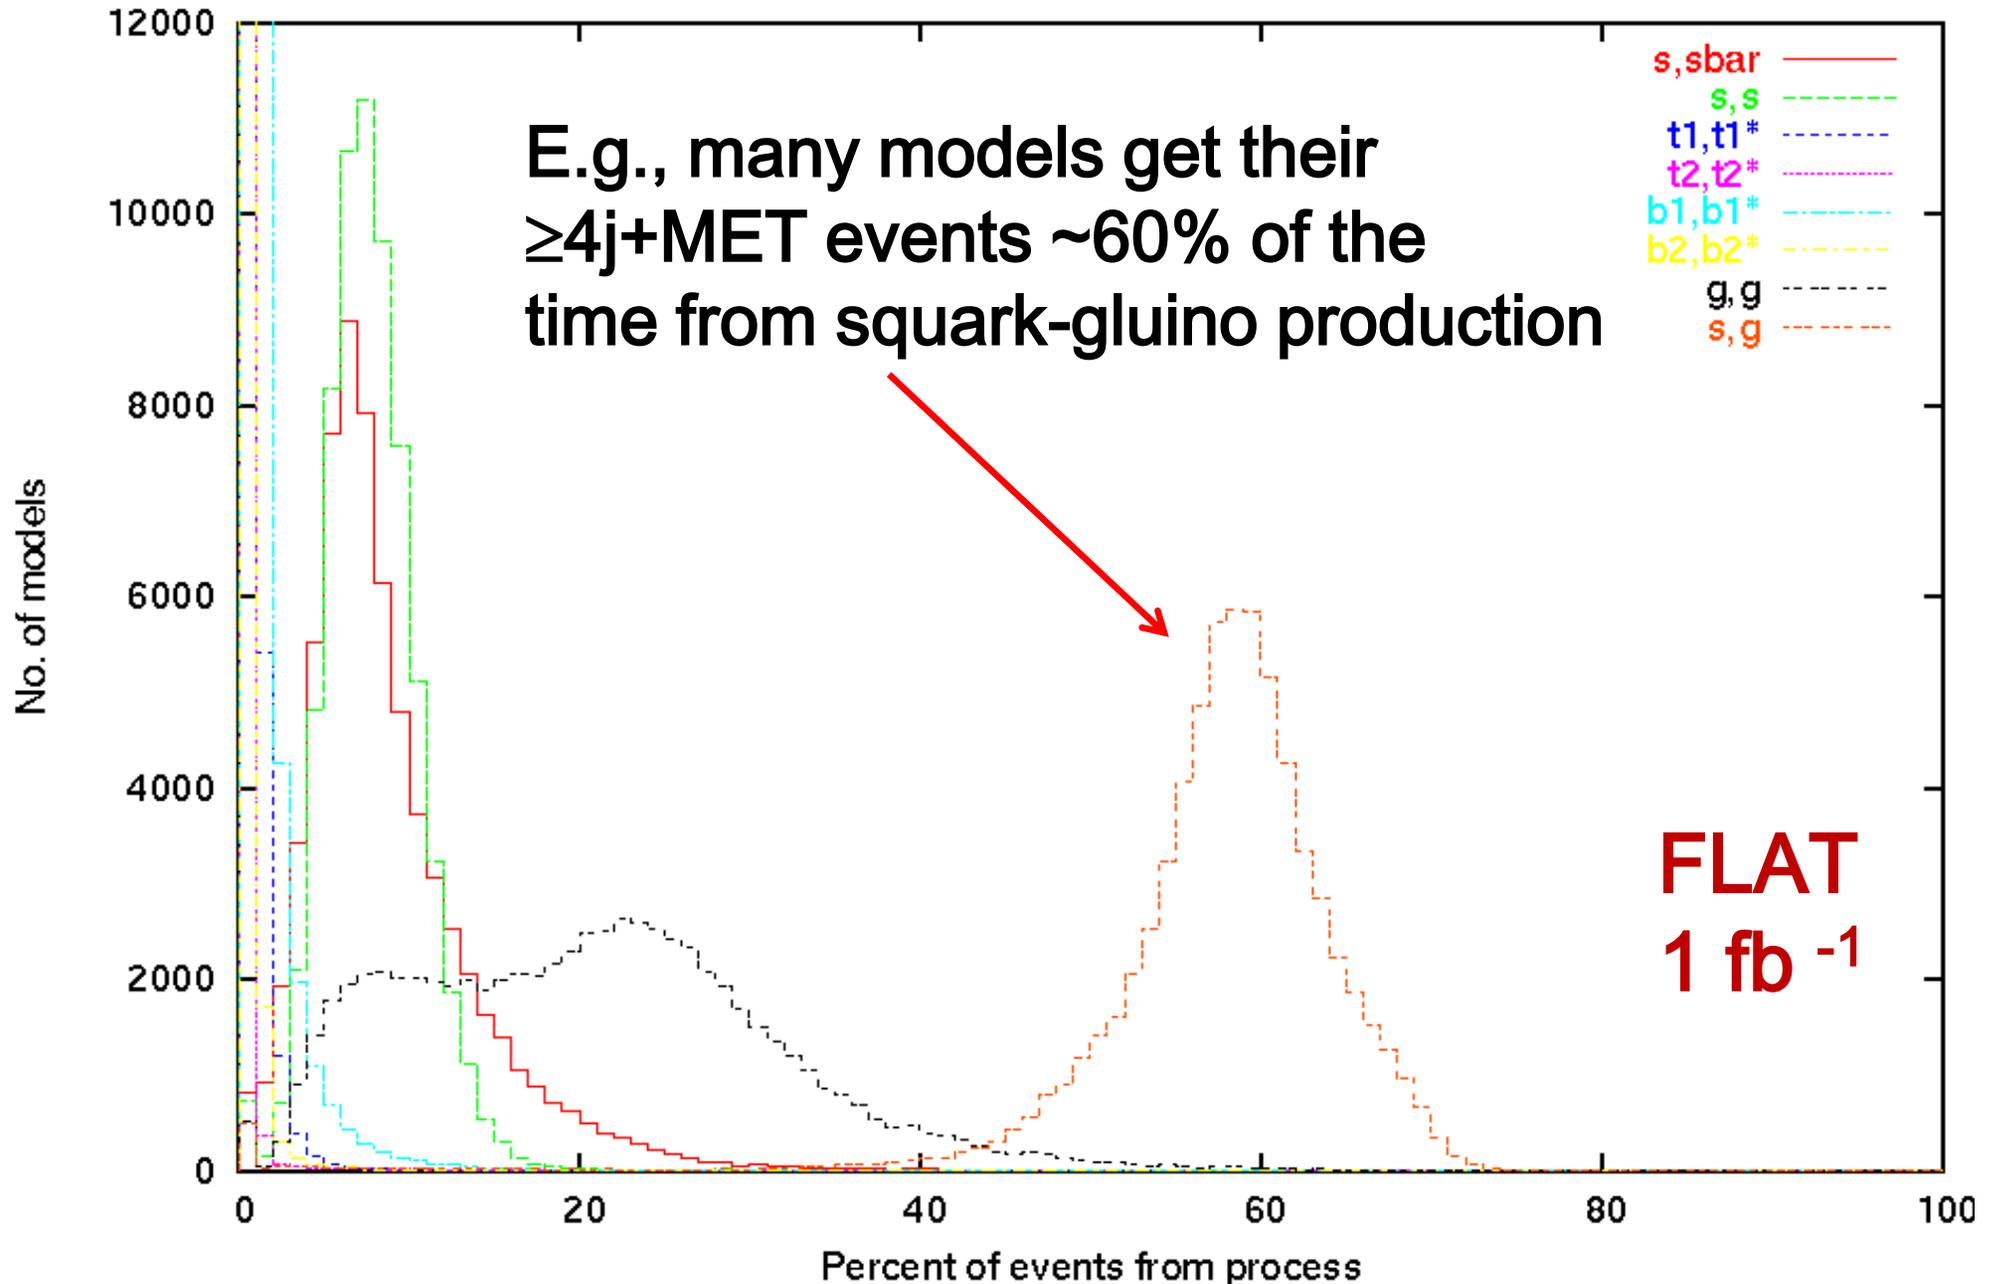 12000
10000
8000
6000
4000
2000
0
No. of models
s,sbar
s,s
t1,t1*
t2,t2*
b1,b1*
b2,b2*
g,g
s,g
E.g., many models get their
≥4j+MET events ~60% of the
time from squark-gluino production
FLAT
1 fb -1
0 20 40 60 80 100
Percent of events from process